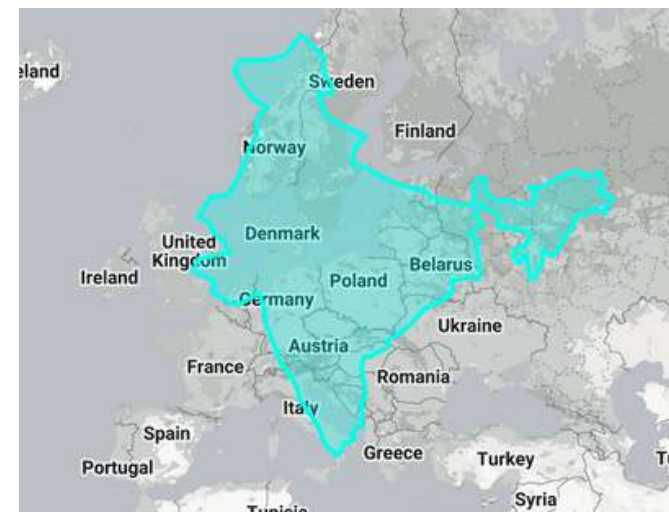 eland
Sweden
Finland
Norway
Denmark
United
Kingdom
Ireland
Belarus
Poland
Germany
Ukraine
Austria
France
Romania
Italy
Spain
Greece
Portugal
Turkey
T
Syria
Tunisia